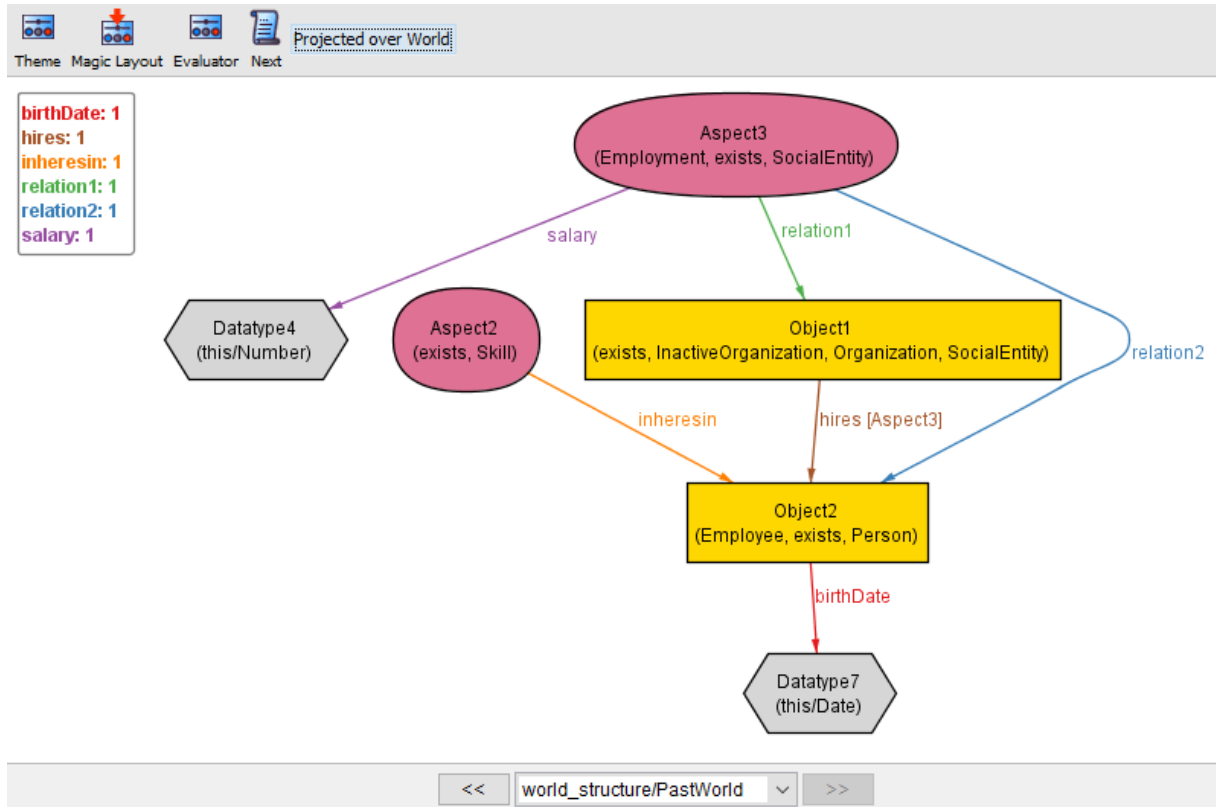 Theme Magic Layout Evaluator Next Projected over World
birthDate: 1
hires: 1
inheresin: 1
relation1: 1
relation2: 1
salary: 1
Aspect3
(Employment, exists, SocialEntity)
salary
relation1
Datatype4
(this/Number)
Aspect2
(exists, Skill)
Object1
(exists, InactiveOrganization, Organization, SocialEntity)
relation2
inheresin
hires [Aspect3]
Object2
(Employee, exists, Person)
birthDate
Datatype7
(this/Date)
<< world_structure/PastWorld >>